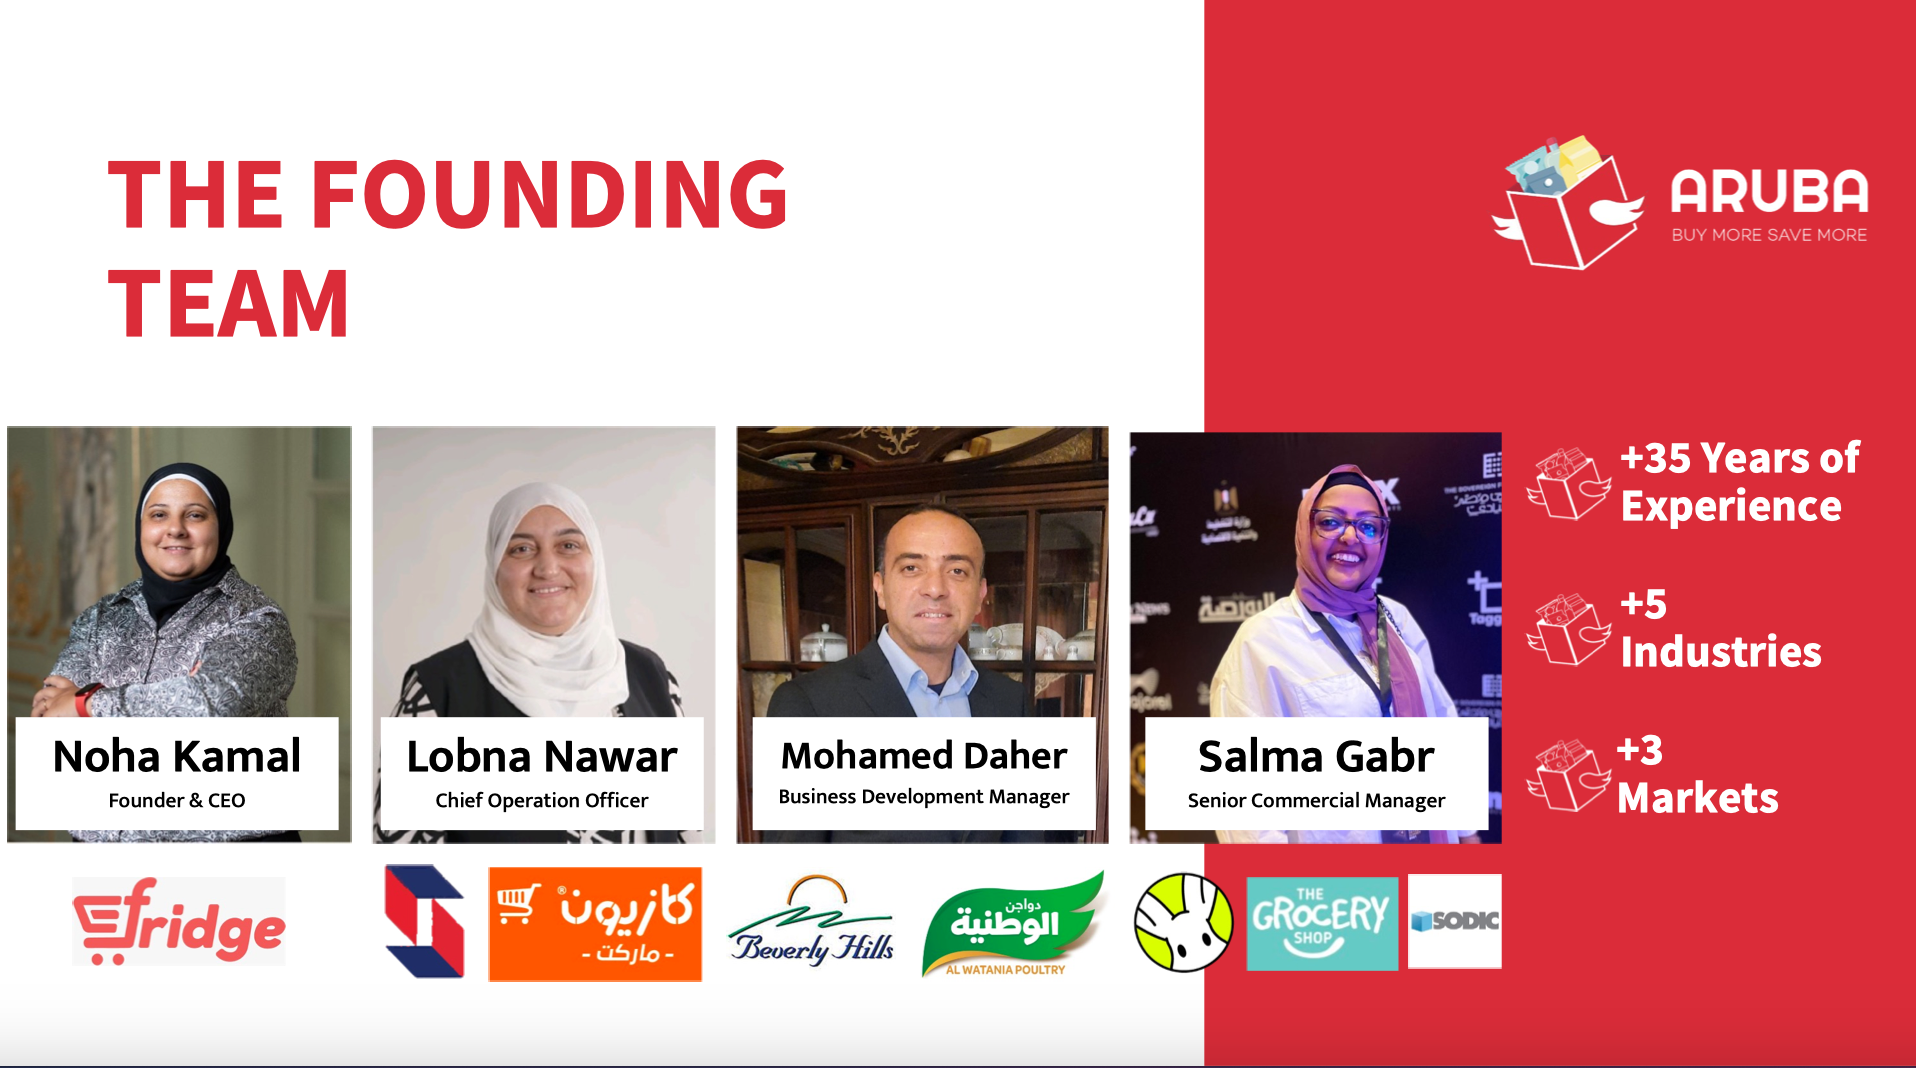 THE FOUNDING
TEAM
ARUBA
BUY MORE SAVE MORE
Noha Kamal
Founder & CEO
Lobna Nawar
Chief Operation Officer
Mohamed Daher
Business Development Manager
Salma Gabr
Senior Commercial Manager
+35 Years of
Experience
+5
Industries
+3
Markets
efridge
كازيون®
- ماركت -
Beverly Hills
دواجن
الوطنية
AL WATANIA POULTRY
THE
GROCERY
SHOP
SODIC
البورصة